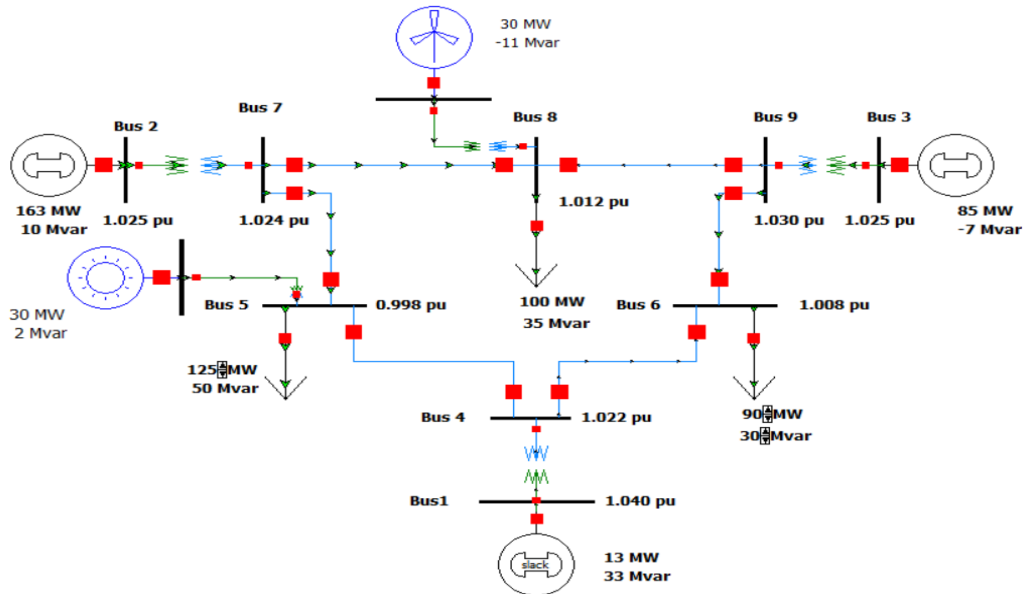 30 MW
-11 Mvar
Bus 7
Bus 8
Bus 9
Bus 3
Bus 2
163 MW
10 Mvar
1.025 pu
1.024 pu
1.012 pu
1.030 pu
1.025 pu
85 MW
-7 Mvar
30 MW
2 Mvar
Bus 5
0.998 pu
100 MW
35 Mvar
Bus 6
1.008 pu
125 MW
50 Mvar
90 MW
30 Mvar
Bus 4
1.022 pu
Bus1
1.040 pu
slack
13 MW
33 Mvar